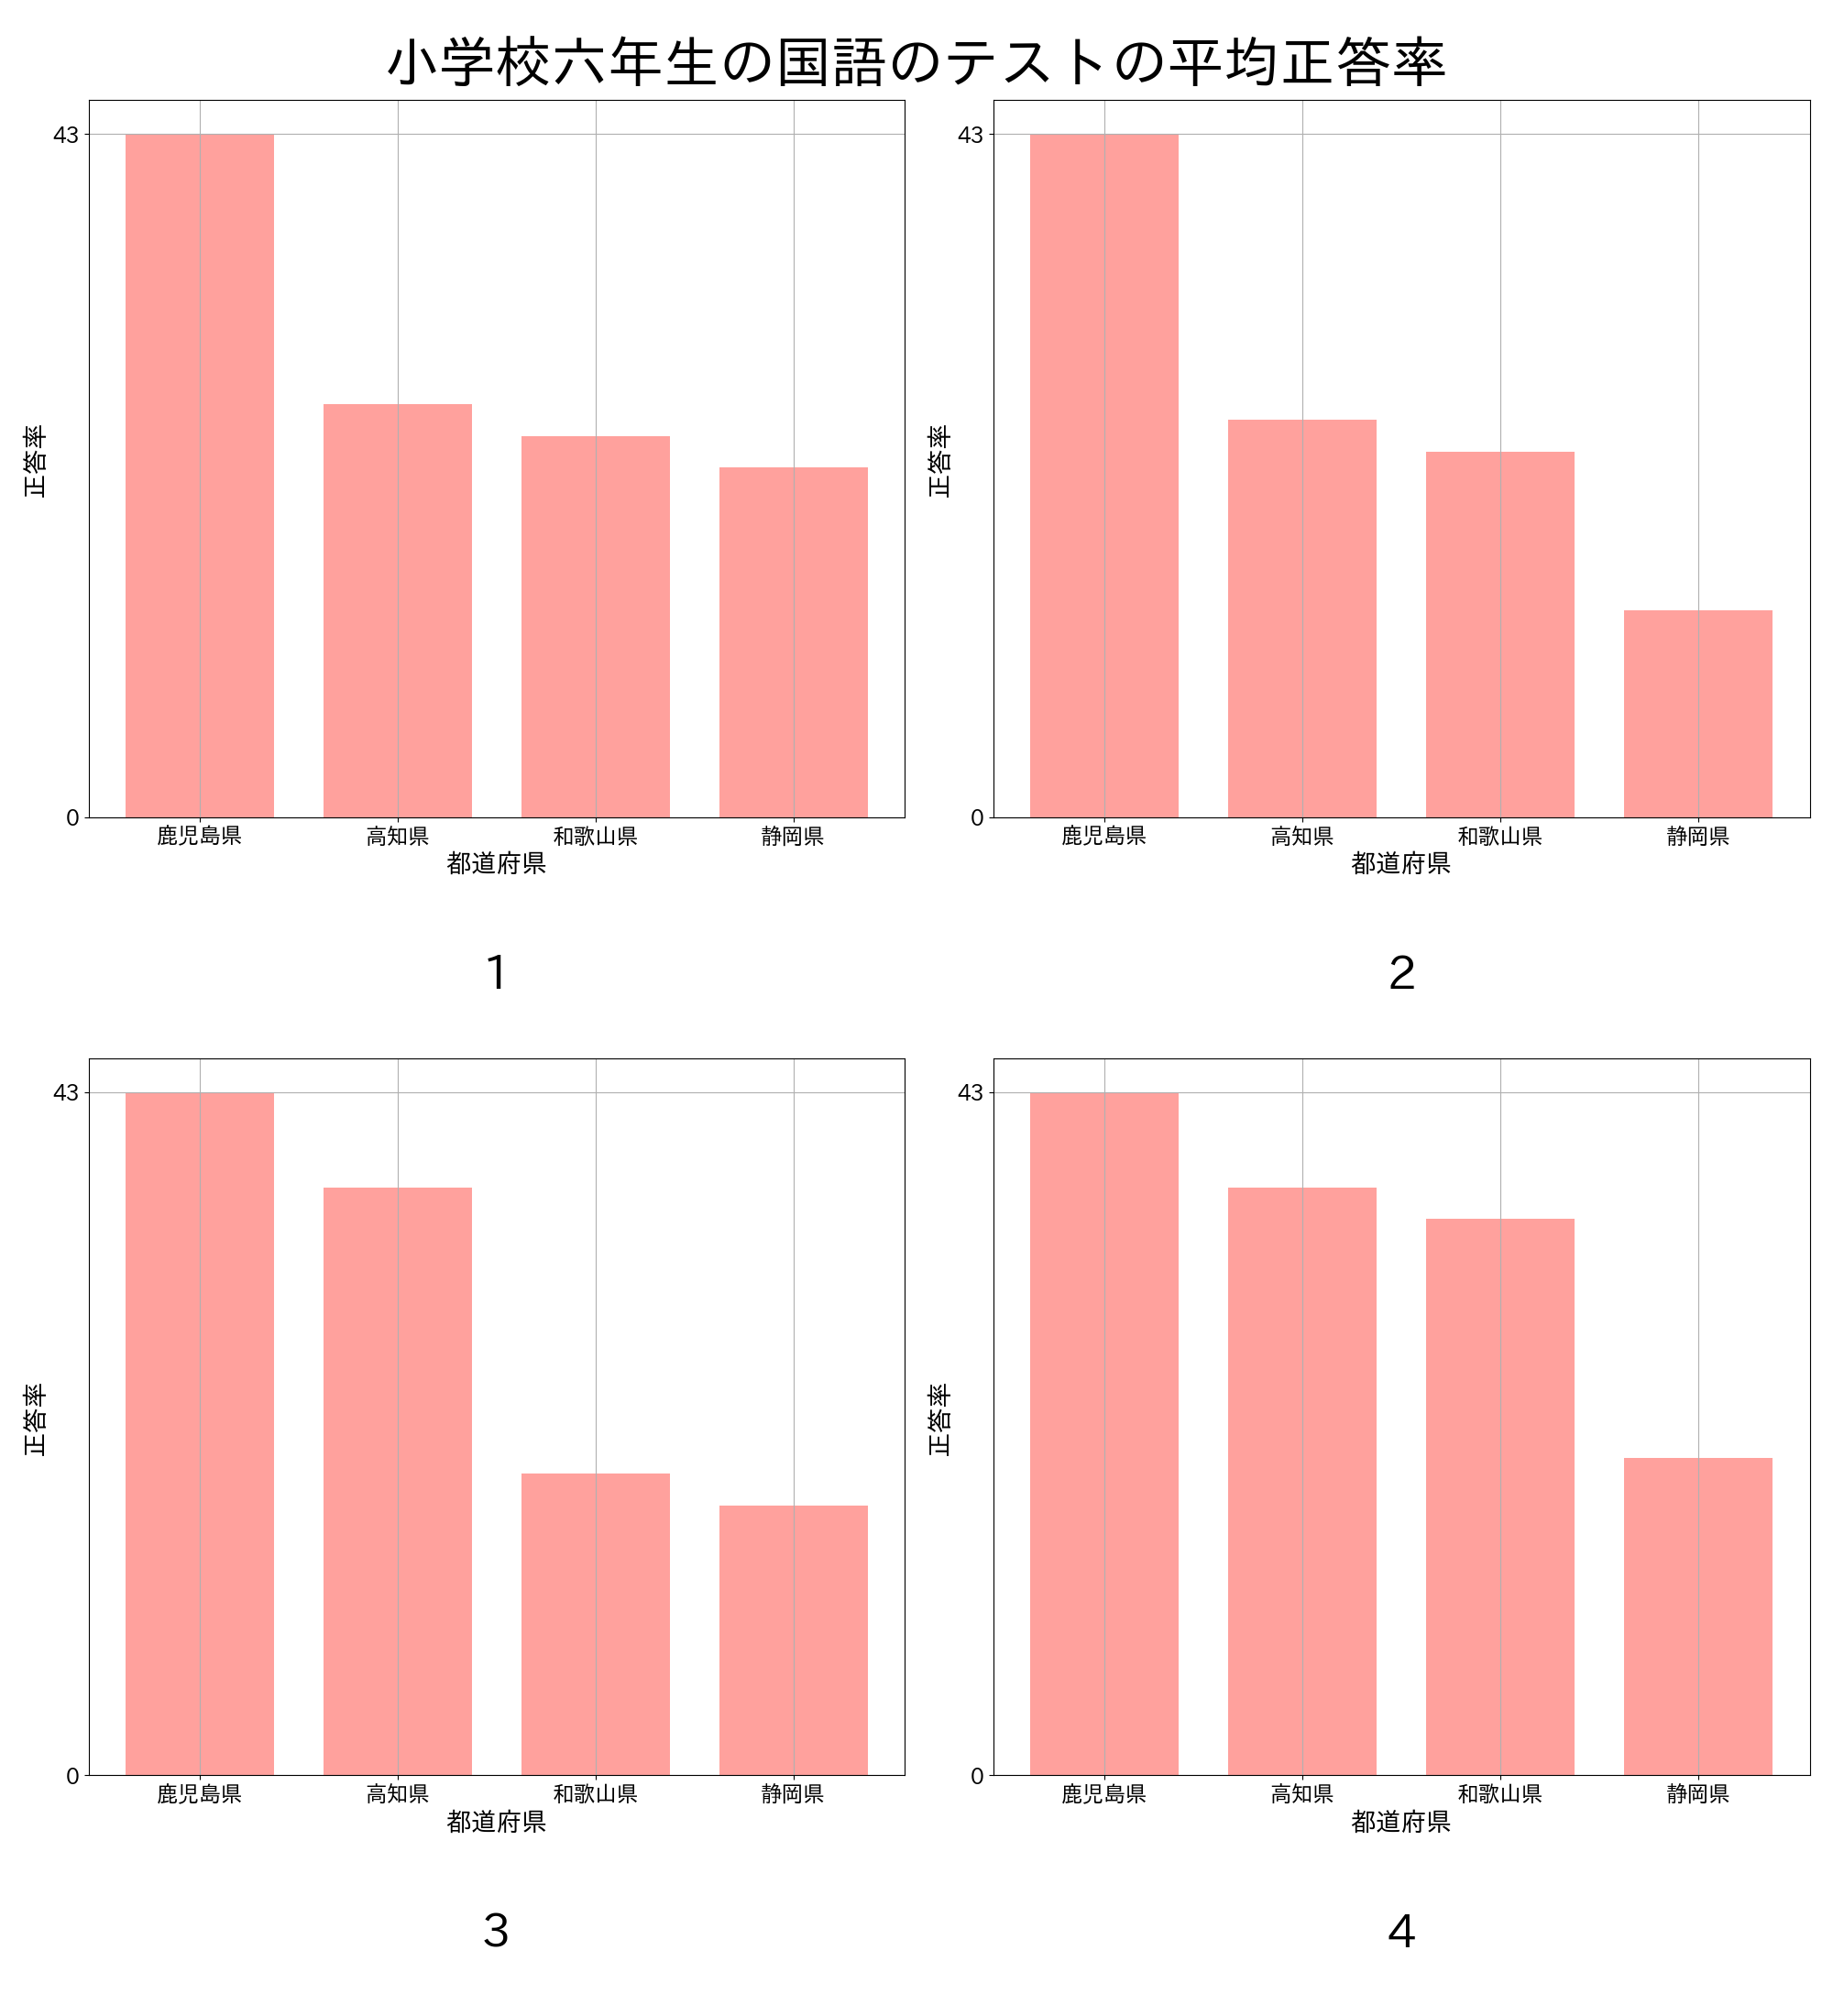 小学校六年生の国語のテストの平均正答率
43
0
正答率
鹿児島県 高知県 和歌山県 静岡県
都道府県
1
43
0
正答率
鹿児島県 高知県 和歌山県 静岡県
都道府県
2
43
0
正答率
鹿児島県 高知県 和歌山県 静岡県
都道府県
3
43
0
正答率
鹿児島県 高知県 和歌山県 静岡県
都道府県
4